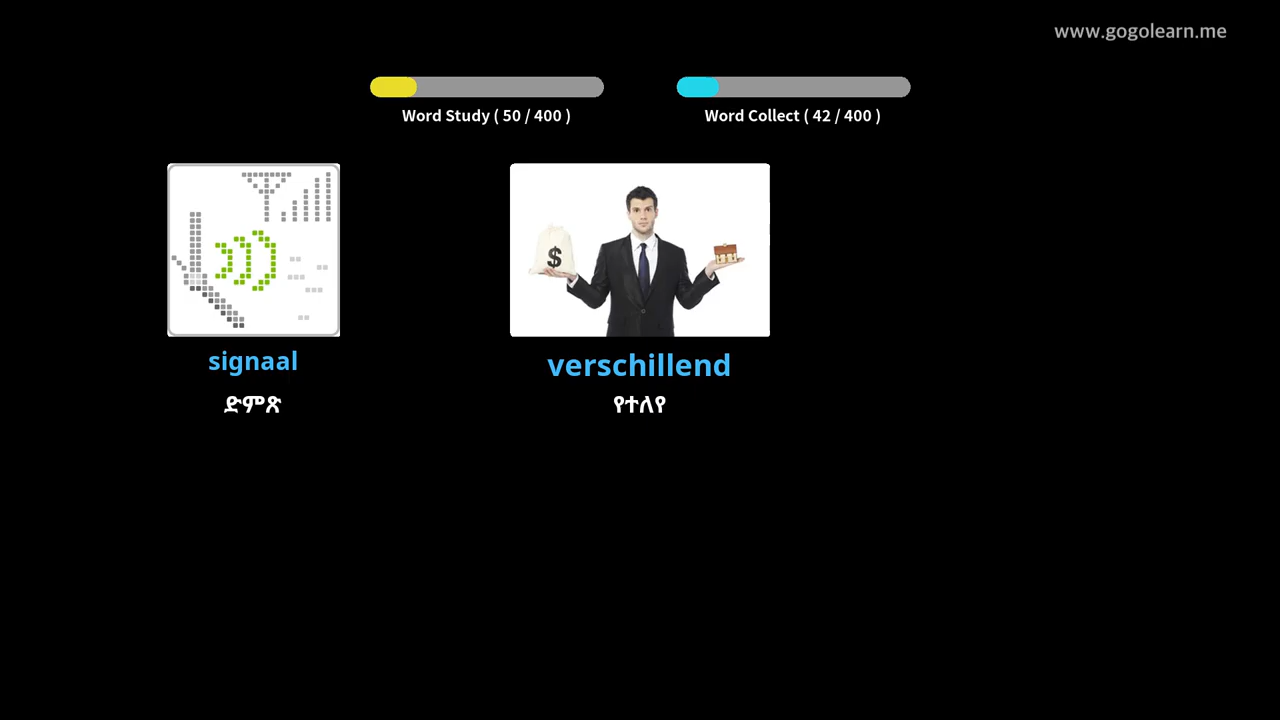 www.gogolearn.me
Word Study ( 50 / 400 )
Word Collect ( 42 / 400 )
$
signaal
verschillend
ድምጽ
የተለየ